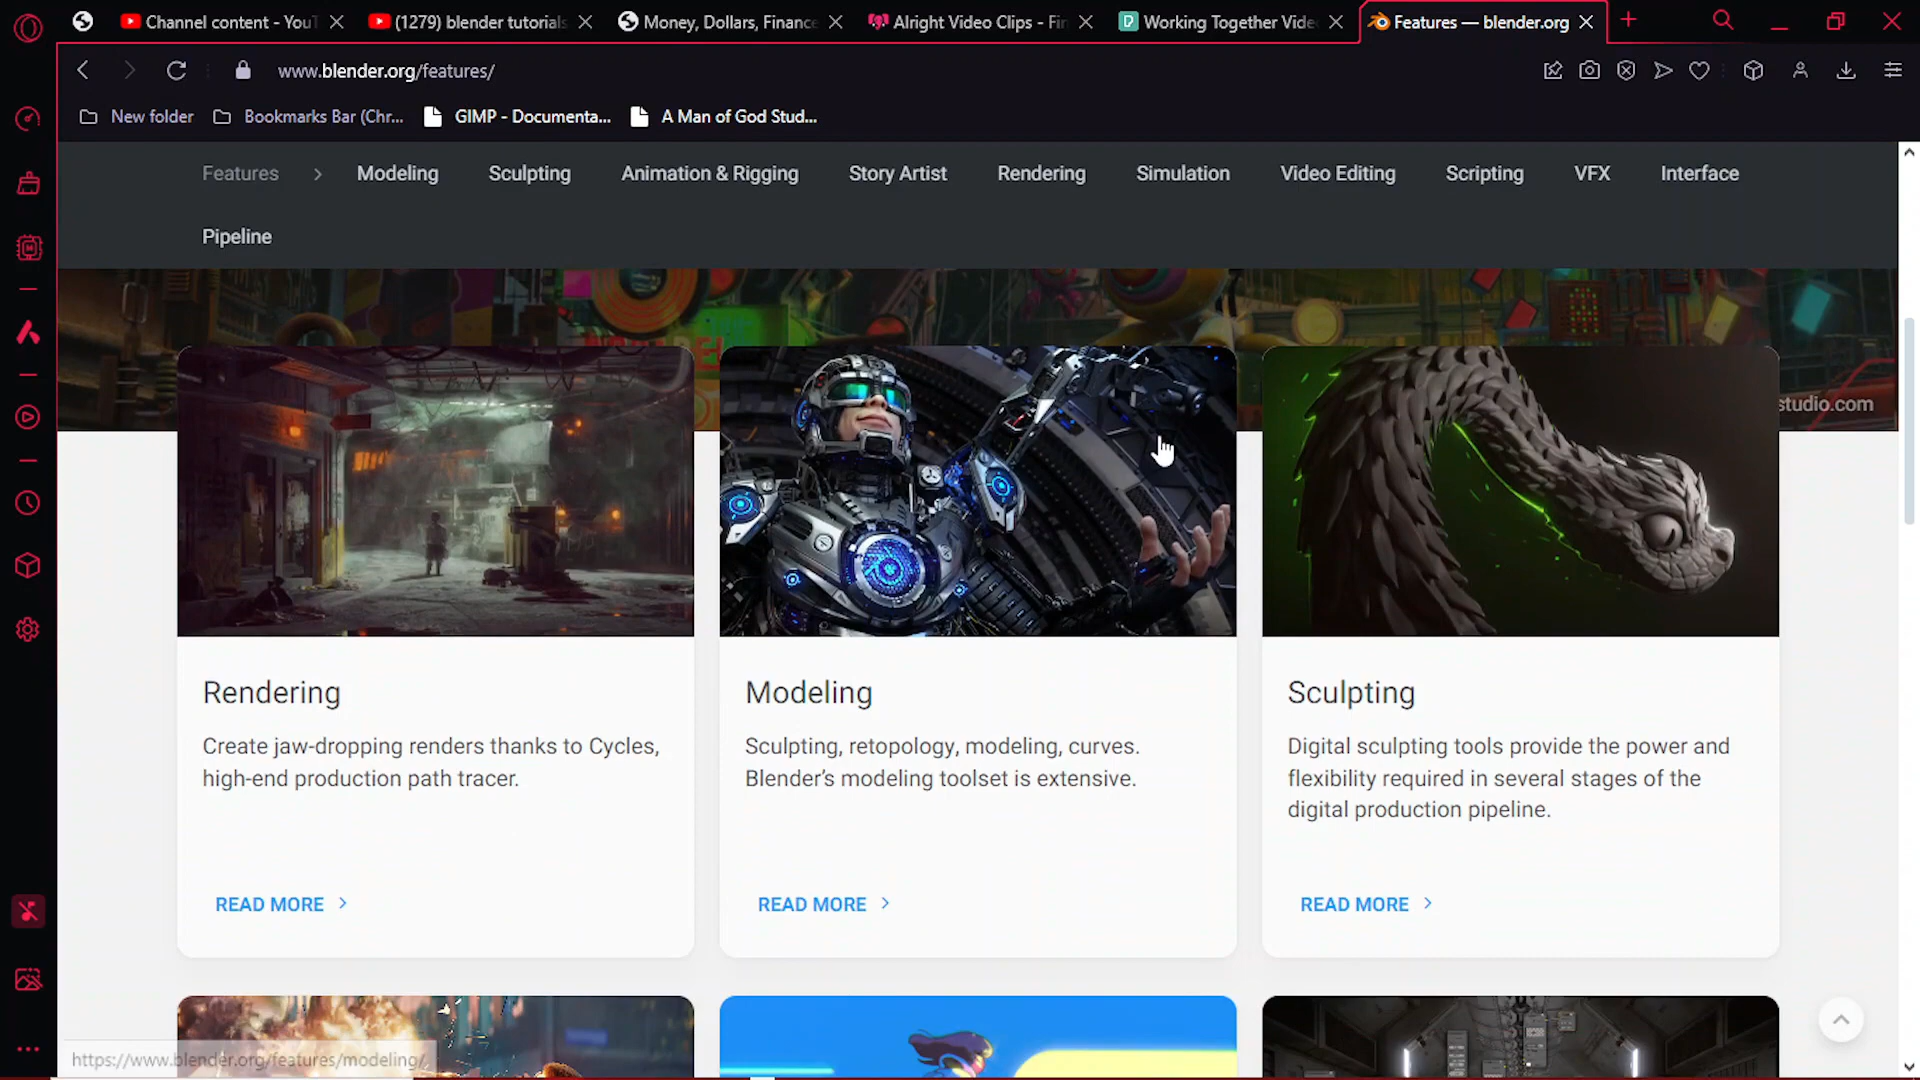 Channel content - YouT
(1279) blender tutorials
Money, Dollars, Finance
Alright Video Clips - Fin
Working Together Vide
Features — blender.org
www.blender.org/features/
New folder
Bookmarks Bar (Chr...
GIMP - Documenta...
A Man of God Stud...
Features
Modeling
Sculpting
Animation & Rigging
Story Artist
Rendering
Simulation
Video Editing
Scripting
VFX
Interface
Pipeline
studio.com
Rendering
Create jaw-dropping renders thanks to Cycles,
high-end production path tracer.
READ MORE
Modeling
Sculpting, retopology, modeling, curves.
Blender’s modeling toolset is extensive.
READ MORE
Sculpting
Digital sculpting tools provide the power and
flexibility required in several stages of the
digital production pipeline.
READ MORE
https://www.blender.org/features/modeling/